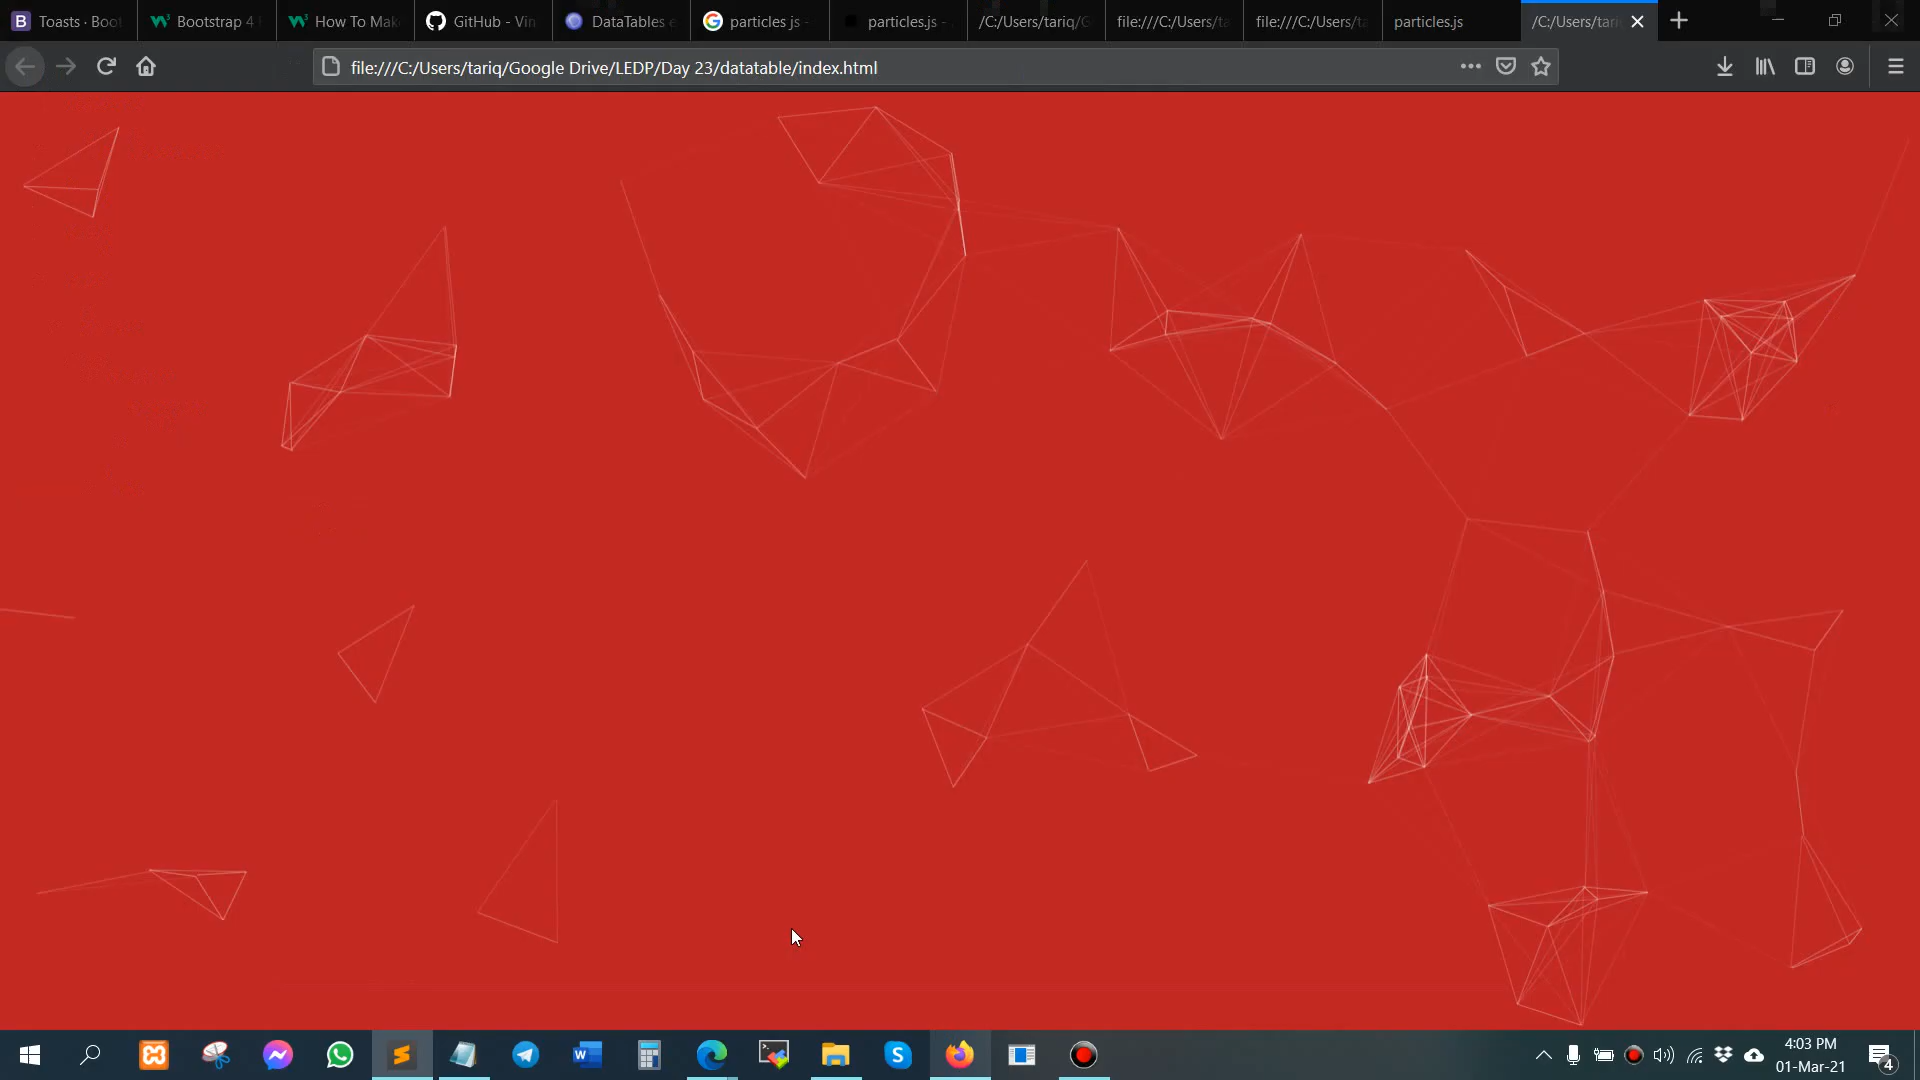 Toasts · Boot
Bootstrap 4
How To Mak
GitHub - Vin
DataTables e
particles js -
particles.js -
/C:/Users/tariq/G
file:///C:/Users/ta
file:///C:/Users/ta
particles.js
/C:/Users/tari
file:///C:/Users/tariq/Google Drive/LEDP/Day 23/datatable/index.html
4:03 PM
01-Mar-21
4